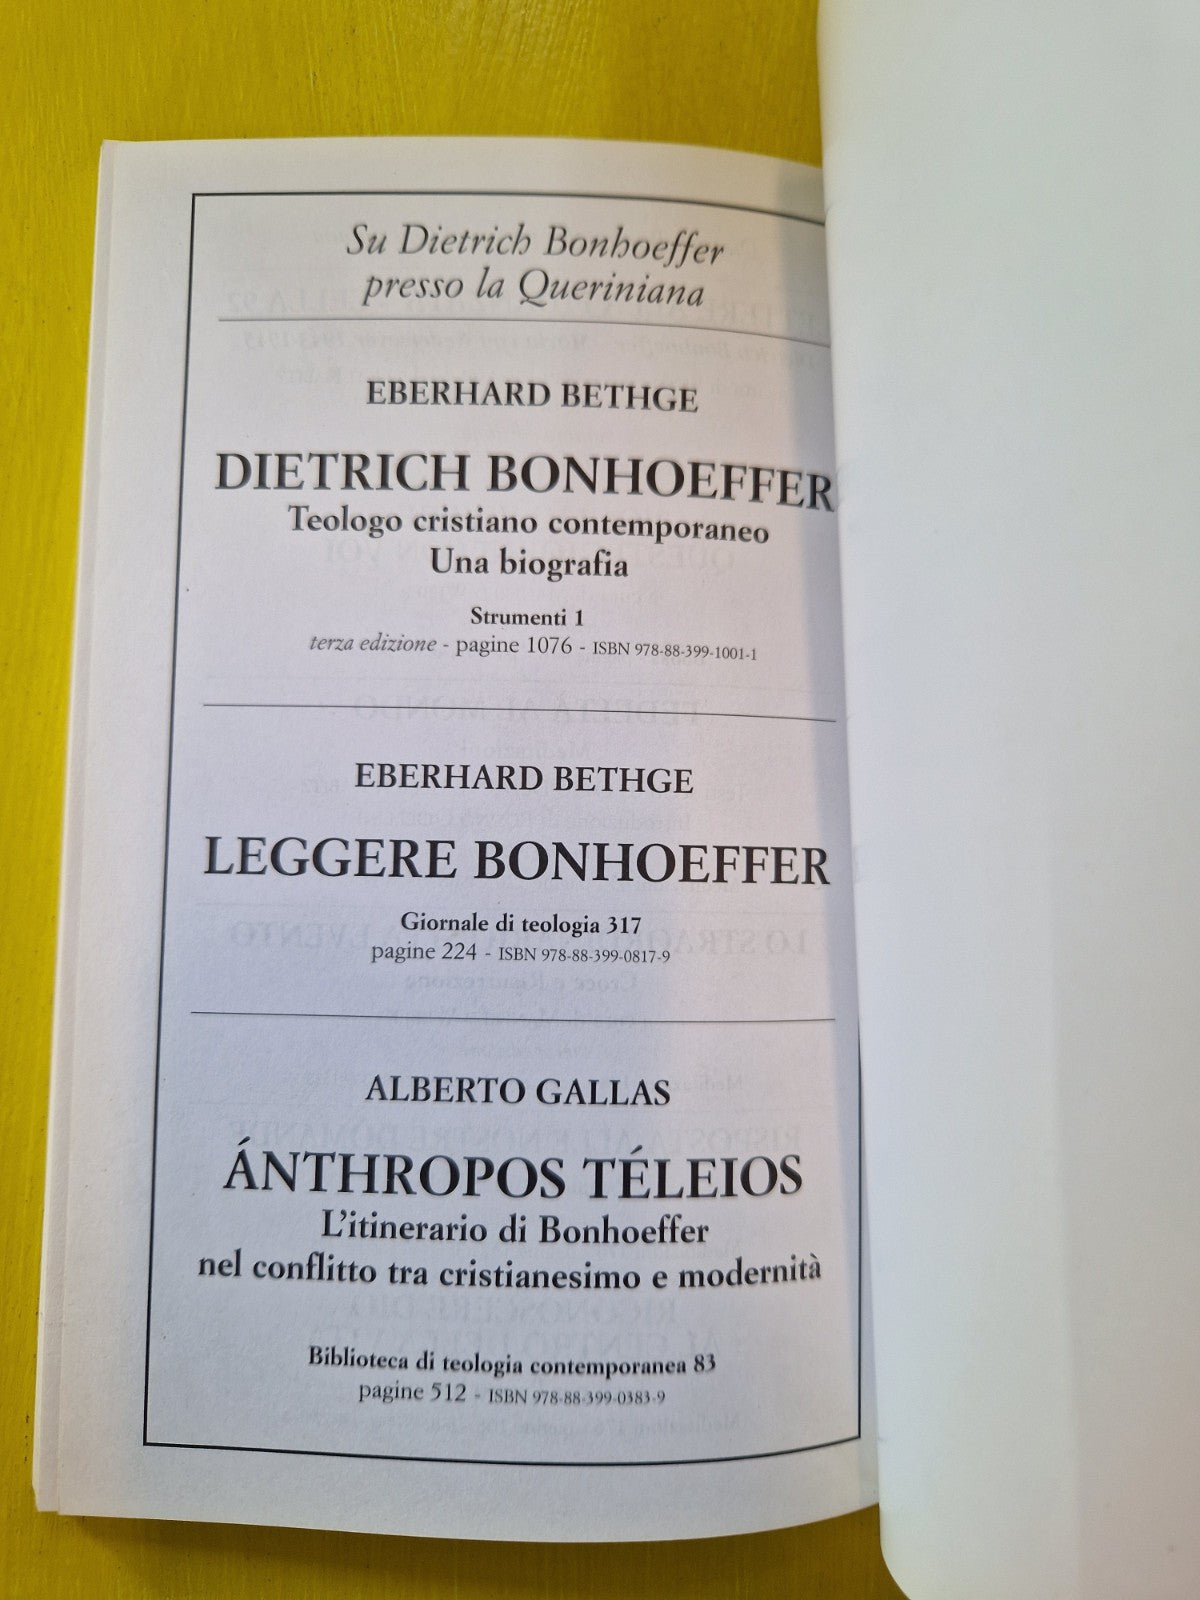 Su Dietrich Bonhoeffer
presso la Queriniana
EBERHARD BETHGE
DIETRICH BONHOEFFER
Teologo cristiano contemporaneo
Una biografia
Strumenti 1
terza edizione - pagine 1076 - ISBN 978-88-399-1001-1
EBERHARD BETHGE
LEGGERE BONHOEFFER
Giornale di teologia 317
pagine 224 - ISBN 978-88-399-0817-9
ALBERTO GALLAS
ÁNTHROPOS TÉLEIOS
L'itinerario di Bonhoeffer
nel conflitto tra cristianesimo e modernità
Biblioteca di teologia contemporanea 83
pagine 512 - ISBN 978-88-399-0383-9